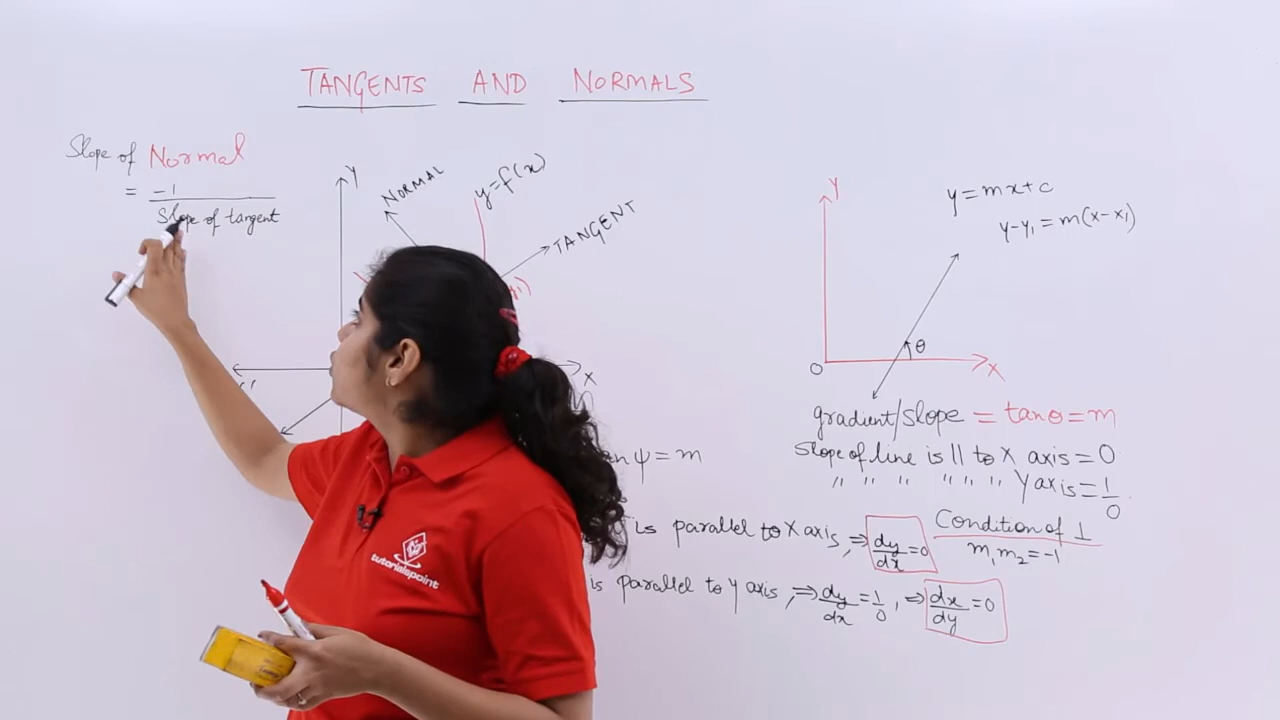 TANGENTS AND NORMALS
Slope of Normal
= -1
Slope of tangent
Y
NORMAL
y=f(x)
TANGENT
X
ψ=m
is parallel to X axis, ⇒ dy/dx=0
is parallel to Y axis, ⇒ dy/dx=1/0, ⇒ dx/dy=0
Y
y=mx+c
y-y₁=m(x-x₁)
θ
O
X
gradient/slope = tanθ=m
Slope of line is || to X axis=0
" " " " " " Y axis=1/0
Condition of ⊥
m₁m₂=-1
tutorialspoint